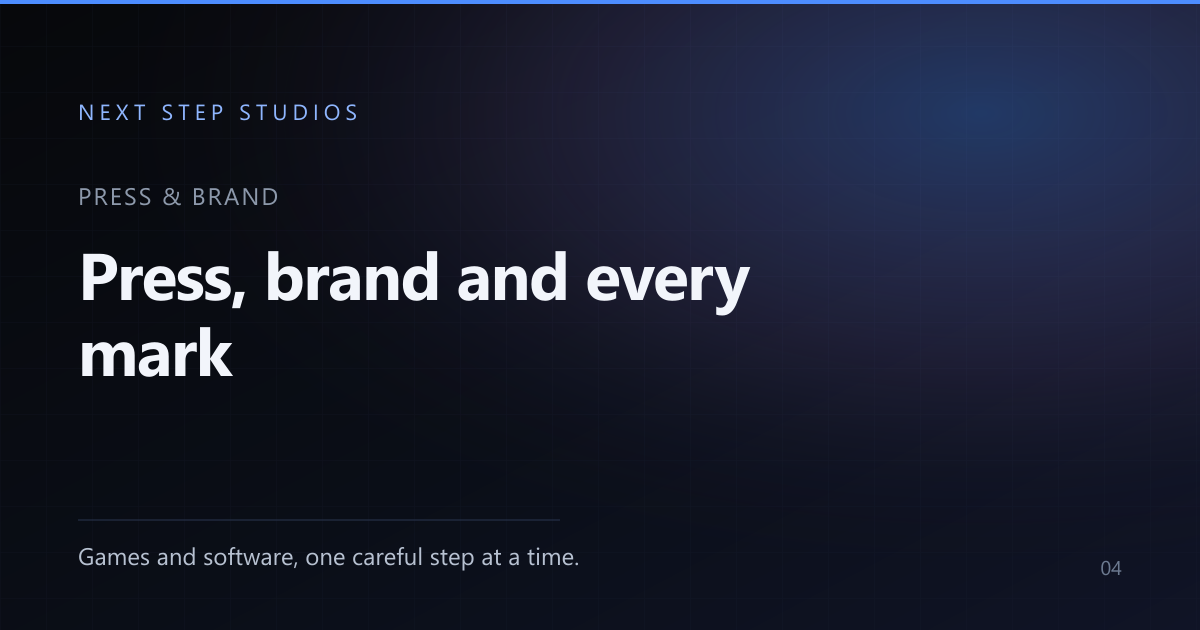 NEXT STEP STUDIOS
PRESS & BRAND
Press, brand and every
mark
Games and software, one careful step at a time.
04